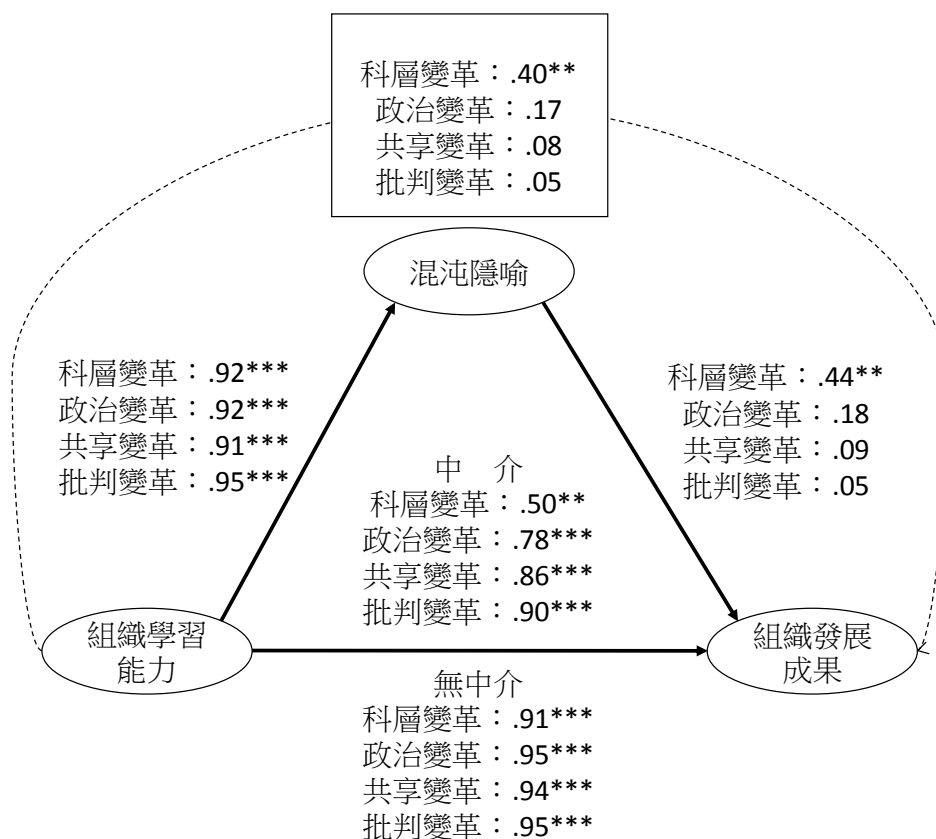 科層變革：.40**
政治變革：.17
共享變革：.08
批判變革：.05
混沌隱喻
科層變革：.92***
政治變革：.92***
共享變革：.91***
批判變革：.95***
科層變革：.44**
政治變革：.18
共享變革：.09
批判變革：.05
中　介
科層變革：.50**
政治變革：.78***
共享變革：.86***
批判變革：.90***
組織學習
能力
組織發展
成果
無中介
科層變革：.91***
政治變革：.95***
共享變革：.94***
批判變革：.95***